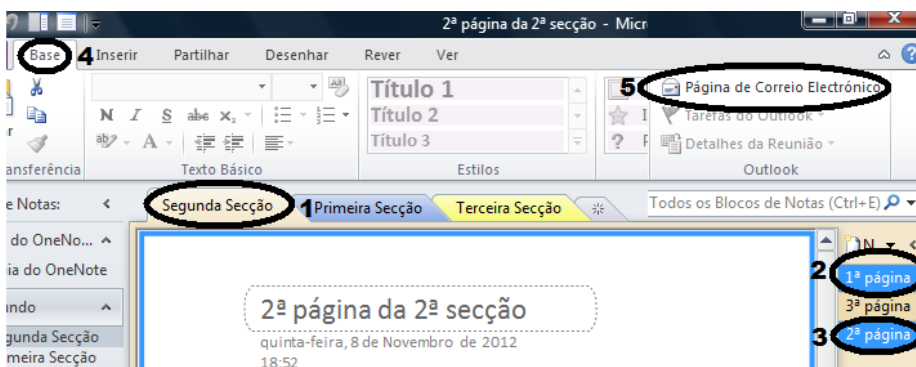 2ª página da 2ª secção - Micr
Base 4 Inserir Partilhar Desenhar Rever Ver
Título 1
5 Página de Correio Electrónico
N I S abc x₂
Título 2
Tarefas do Outlook
A
Título 3
Detalhes da Reunião
ansferência Texto Básico Estilos Outlook
e Notas: Segunda Secção 1 Primeira Secção Terceira Secção Todos os Blocos de Notas (Ctrl+E)
do OneNo... N
ia do OneNote 2 1ª página
2ª página da 2ª secção 3ª página
gunda Secção quinta-feira, 8 de Novembro de 2012 3 2ª página
meira Secção 18:52